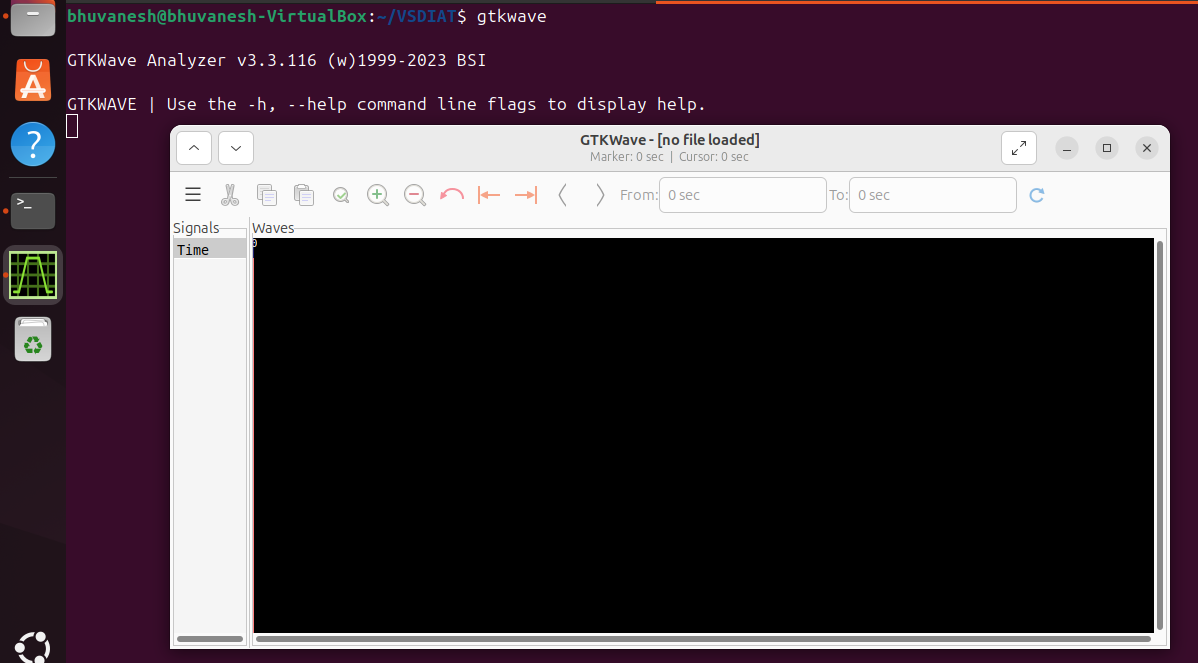 bhuvanesh@bhuvanesh-VirtualBox:~/VSDIAT$ gtkwave
GTKWave Analyzer v3.3.116 (w)1999-2023 BSI
GTKWAVE | Use the -h, --help command line flags to display help.
GTKWave - [no file loaded]
Marker: 0 sec | Cursor: 0 sec
From: 0 sec To: 0 sec
Signals Waves
Time 0